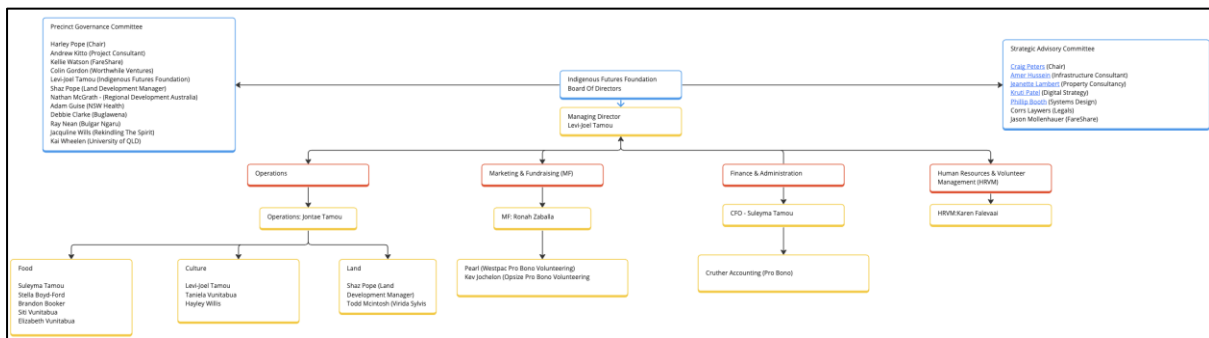 Precinct Governance Committee
Harley Pope (Chair)
Andrew Kitto (Project Consultant)
Kellie Watson (FareShare)
Colin Gordon (Worthwhile Ventures)
Levi-Joel Tamou (Indigenous Futures Foundation)
Shaz Pope (Land Development Manager)
Nathan McGrath - (Regional Development Australia)
Adam Guise (NSW Health)
Debbie Clarke (Buglawena)
Ray Nean (Bulgar Ngaru)
Jacquline Wills (Rekindling The Spirit)
Kai Wheelen (University of QLD)
Indigenous Futures Foundation
Board Of Directors
Strategic Advisory Committee
Craig Peters (Chair)
Amer Hussein (Infrastructure Consultant)
Jeanette Lambert (Property Consultancy)
Kruti Patel (Digital Strategy)
Phillip Booth (Systems Design)
Corrs Laywers (Legals)
Jason Mollenhauer (FareShare)
Managing Director
Levi-Joel Tamou
Operations
Marketing & Fundraising (MF)
Finance & Administration
Human Resources & Volunteer
Management (HRVM)
Operations: Jontae Tamou
MF: Ronah Zaballa
CFO - Suleyma Tamou
HRVM:Karen Falevaai
Food
Suleyma Tamou
Stella Boyd-Ford
Brandon Booker
Siti Vunitabua
Elizabeth Vunitabua
Culture
Levi-Joel Tamou
Taniela Vunitabua
Hayley Willis
Land
Shaz Pope (Land
Development Manager)
Todd McIntosh (Virida Sylvis
Pearl (Westpac Pro Bono Volunteering)
Kev Jochelon (Opsize Pro Bono Volunteering
Cruther Accounting (Pro Bono)